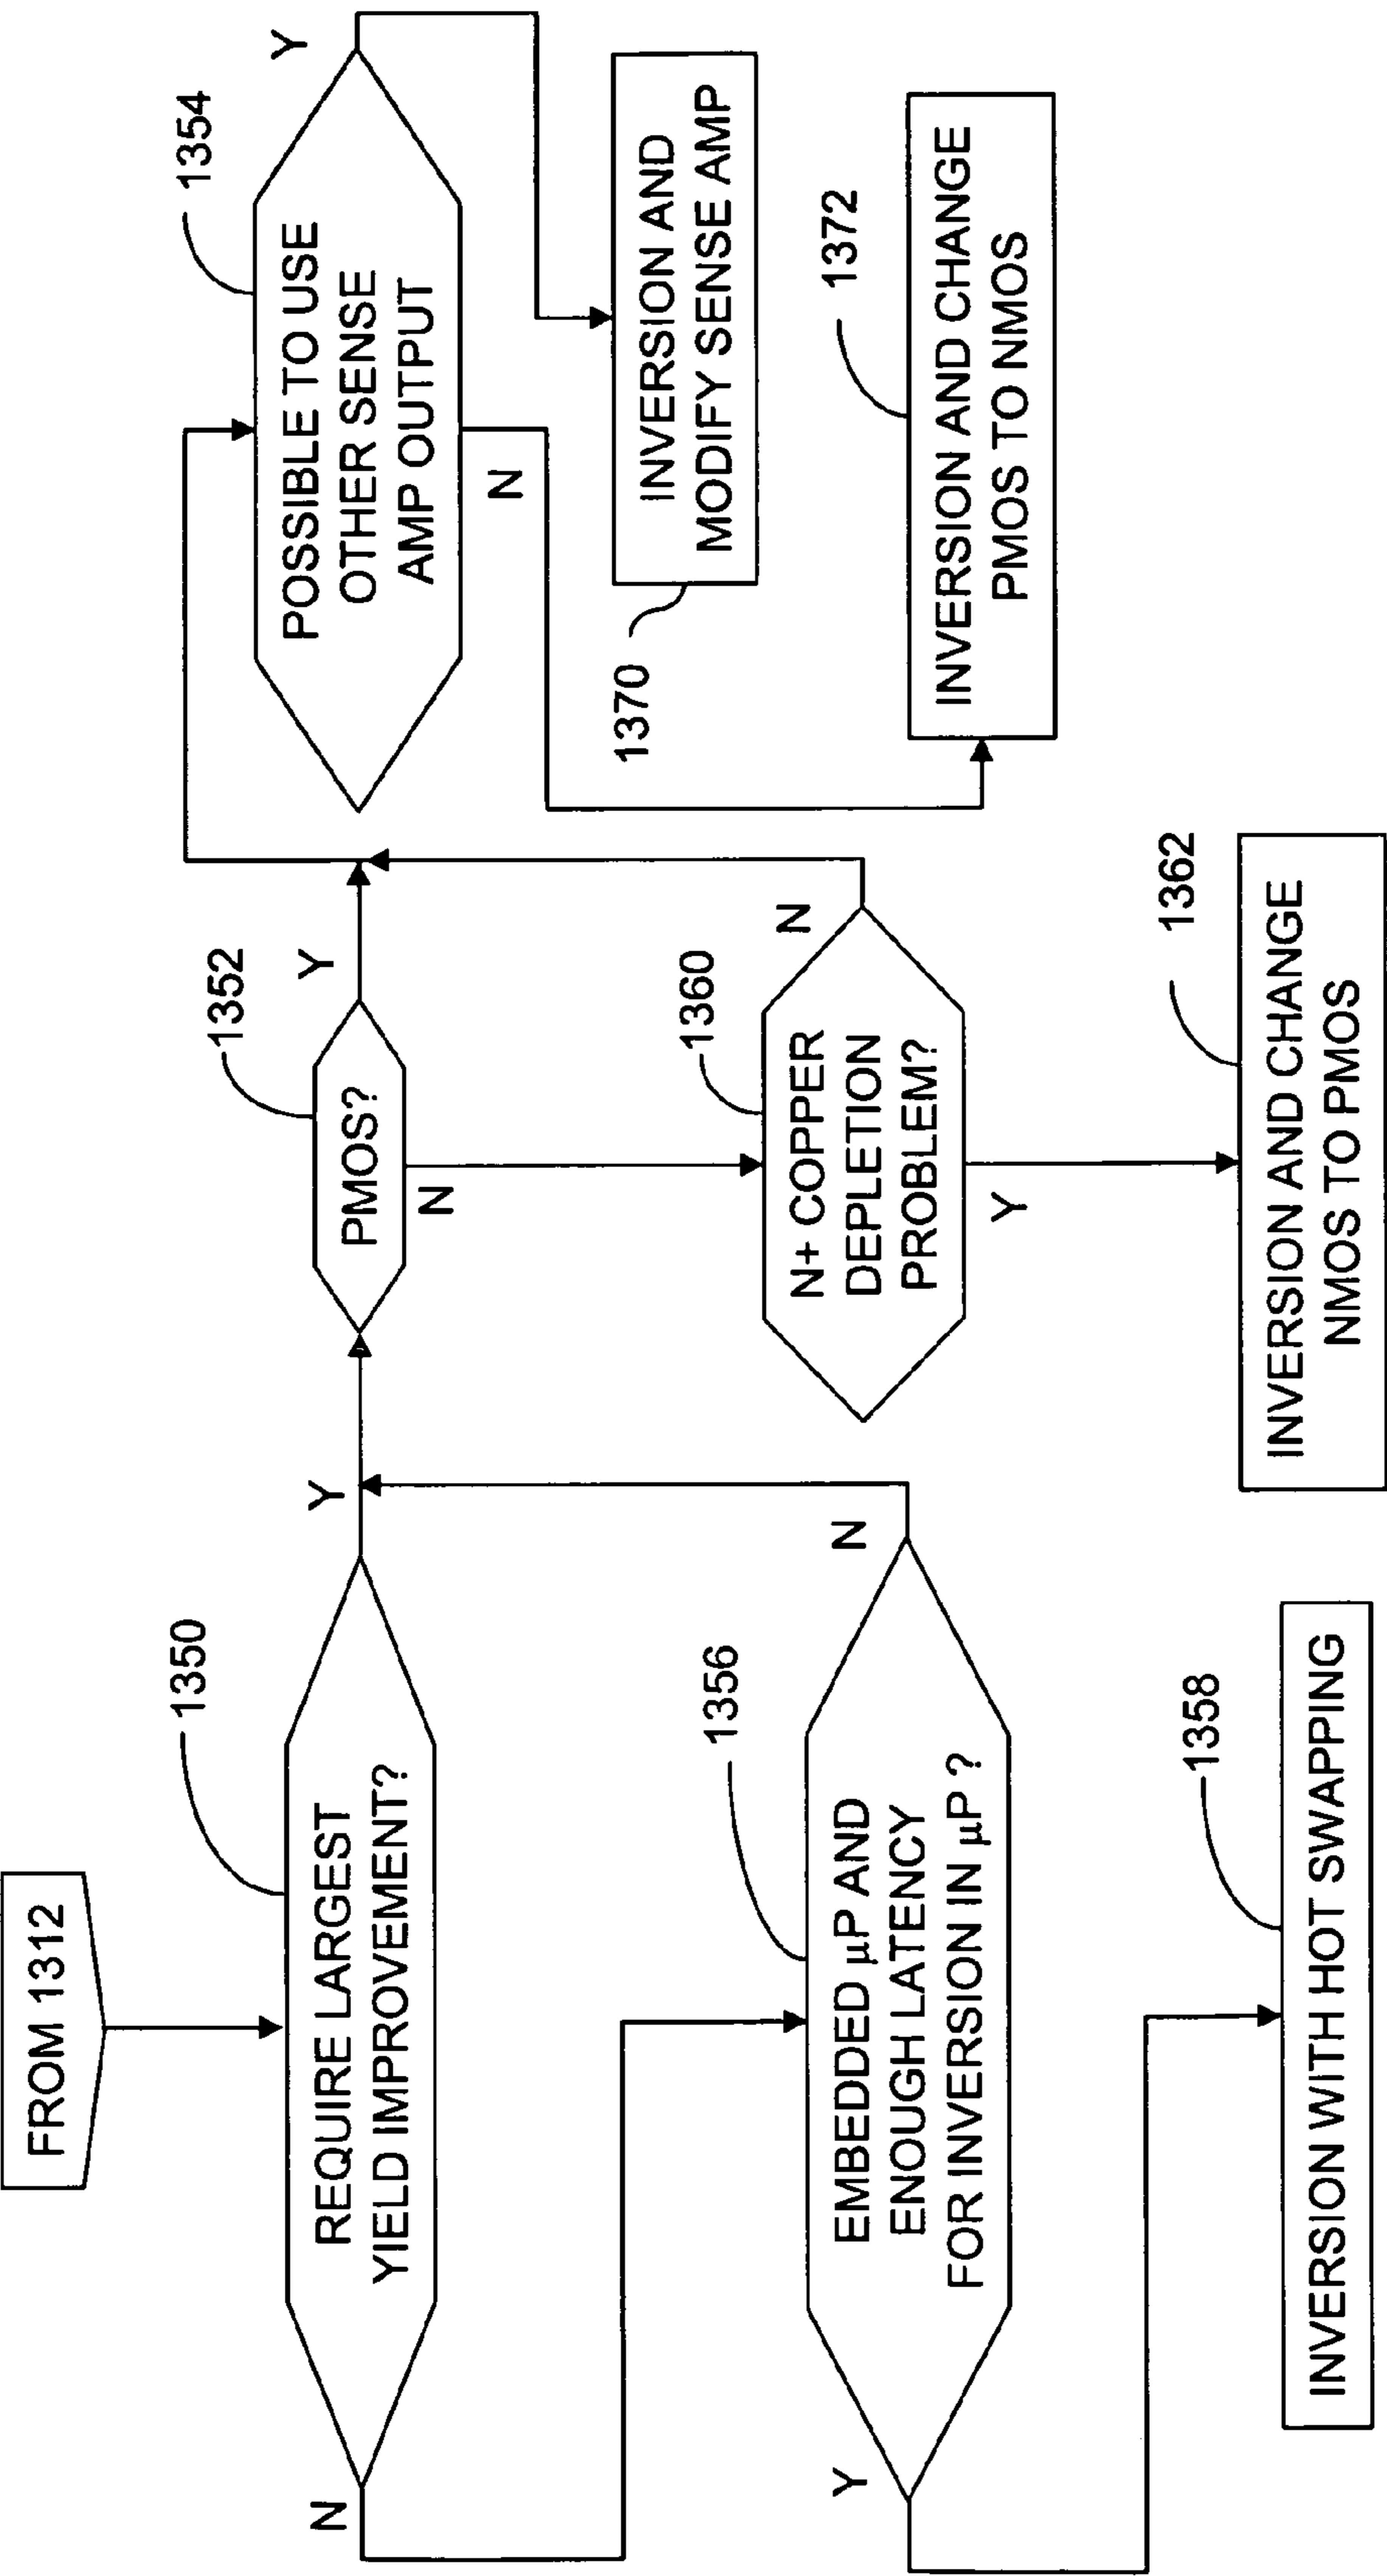 FROM 1312
1350
REQUIRE LARGEST
YIELD IMPROVEMENT?
N
Y
1352
PMOS?
Y
N
1354
POSSIBLE TO USE
OTHER SENSE
AMP OUTPUT
Y
N
1356
EMBEDDED µP AND
ENOUGH LATENCY
FOR INVERSION IN µP ?
Y
N
1360
N+ COPPER
DEPLETION
PROBLEM?
N
Y
1370
INVERSION AND
MODIFY SENSE AMP
1372
INVERSION AND CHANGE
PMOS TO NMOS
1358
INVERSION WITH HOT SWAPPING
1362
INVERSION AND CHANGE
NMOS TO PMOS